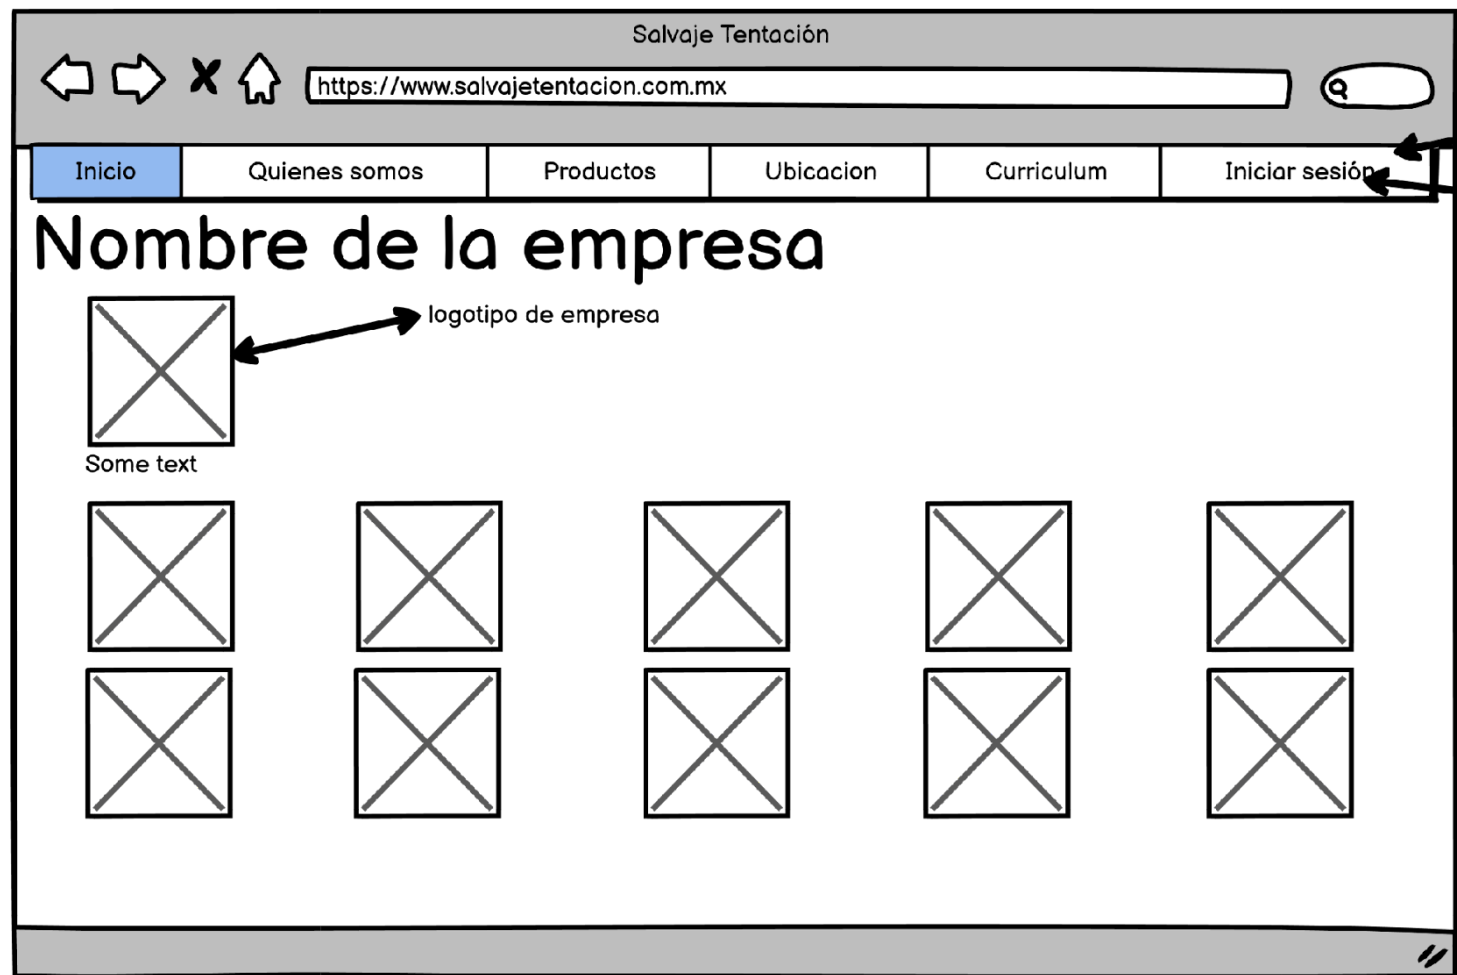 Salvaje Tentación
https://www.salvajetentacion.com.mx
Inicio Quienes somos Productos Ubicacion Curriculum Iniciar sesión
Nombre de la empresa
logotipo de empresa
Some text